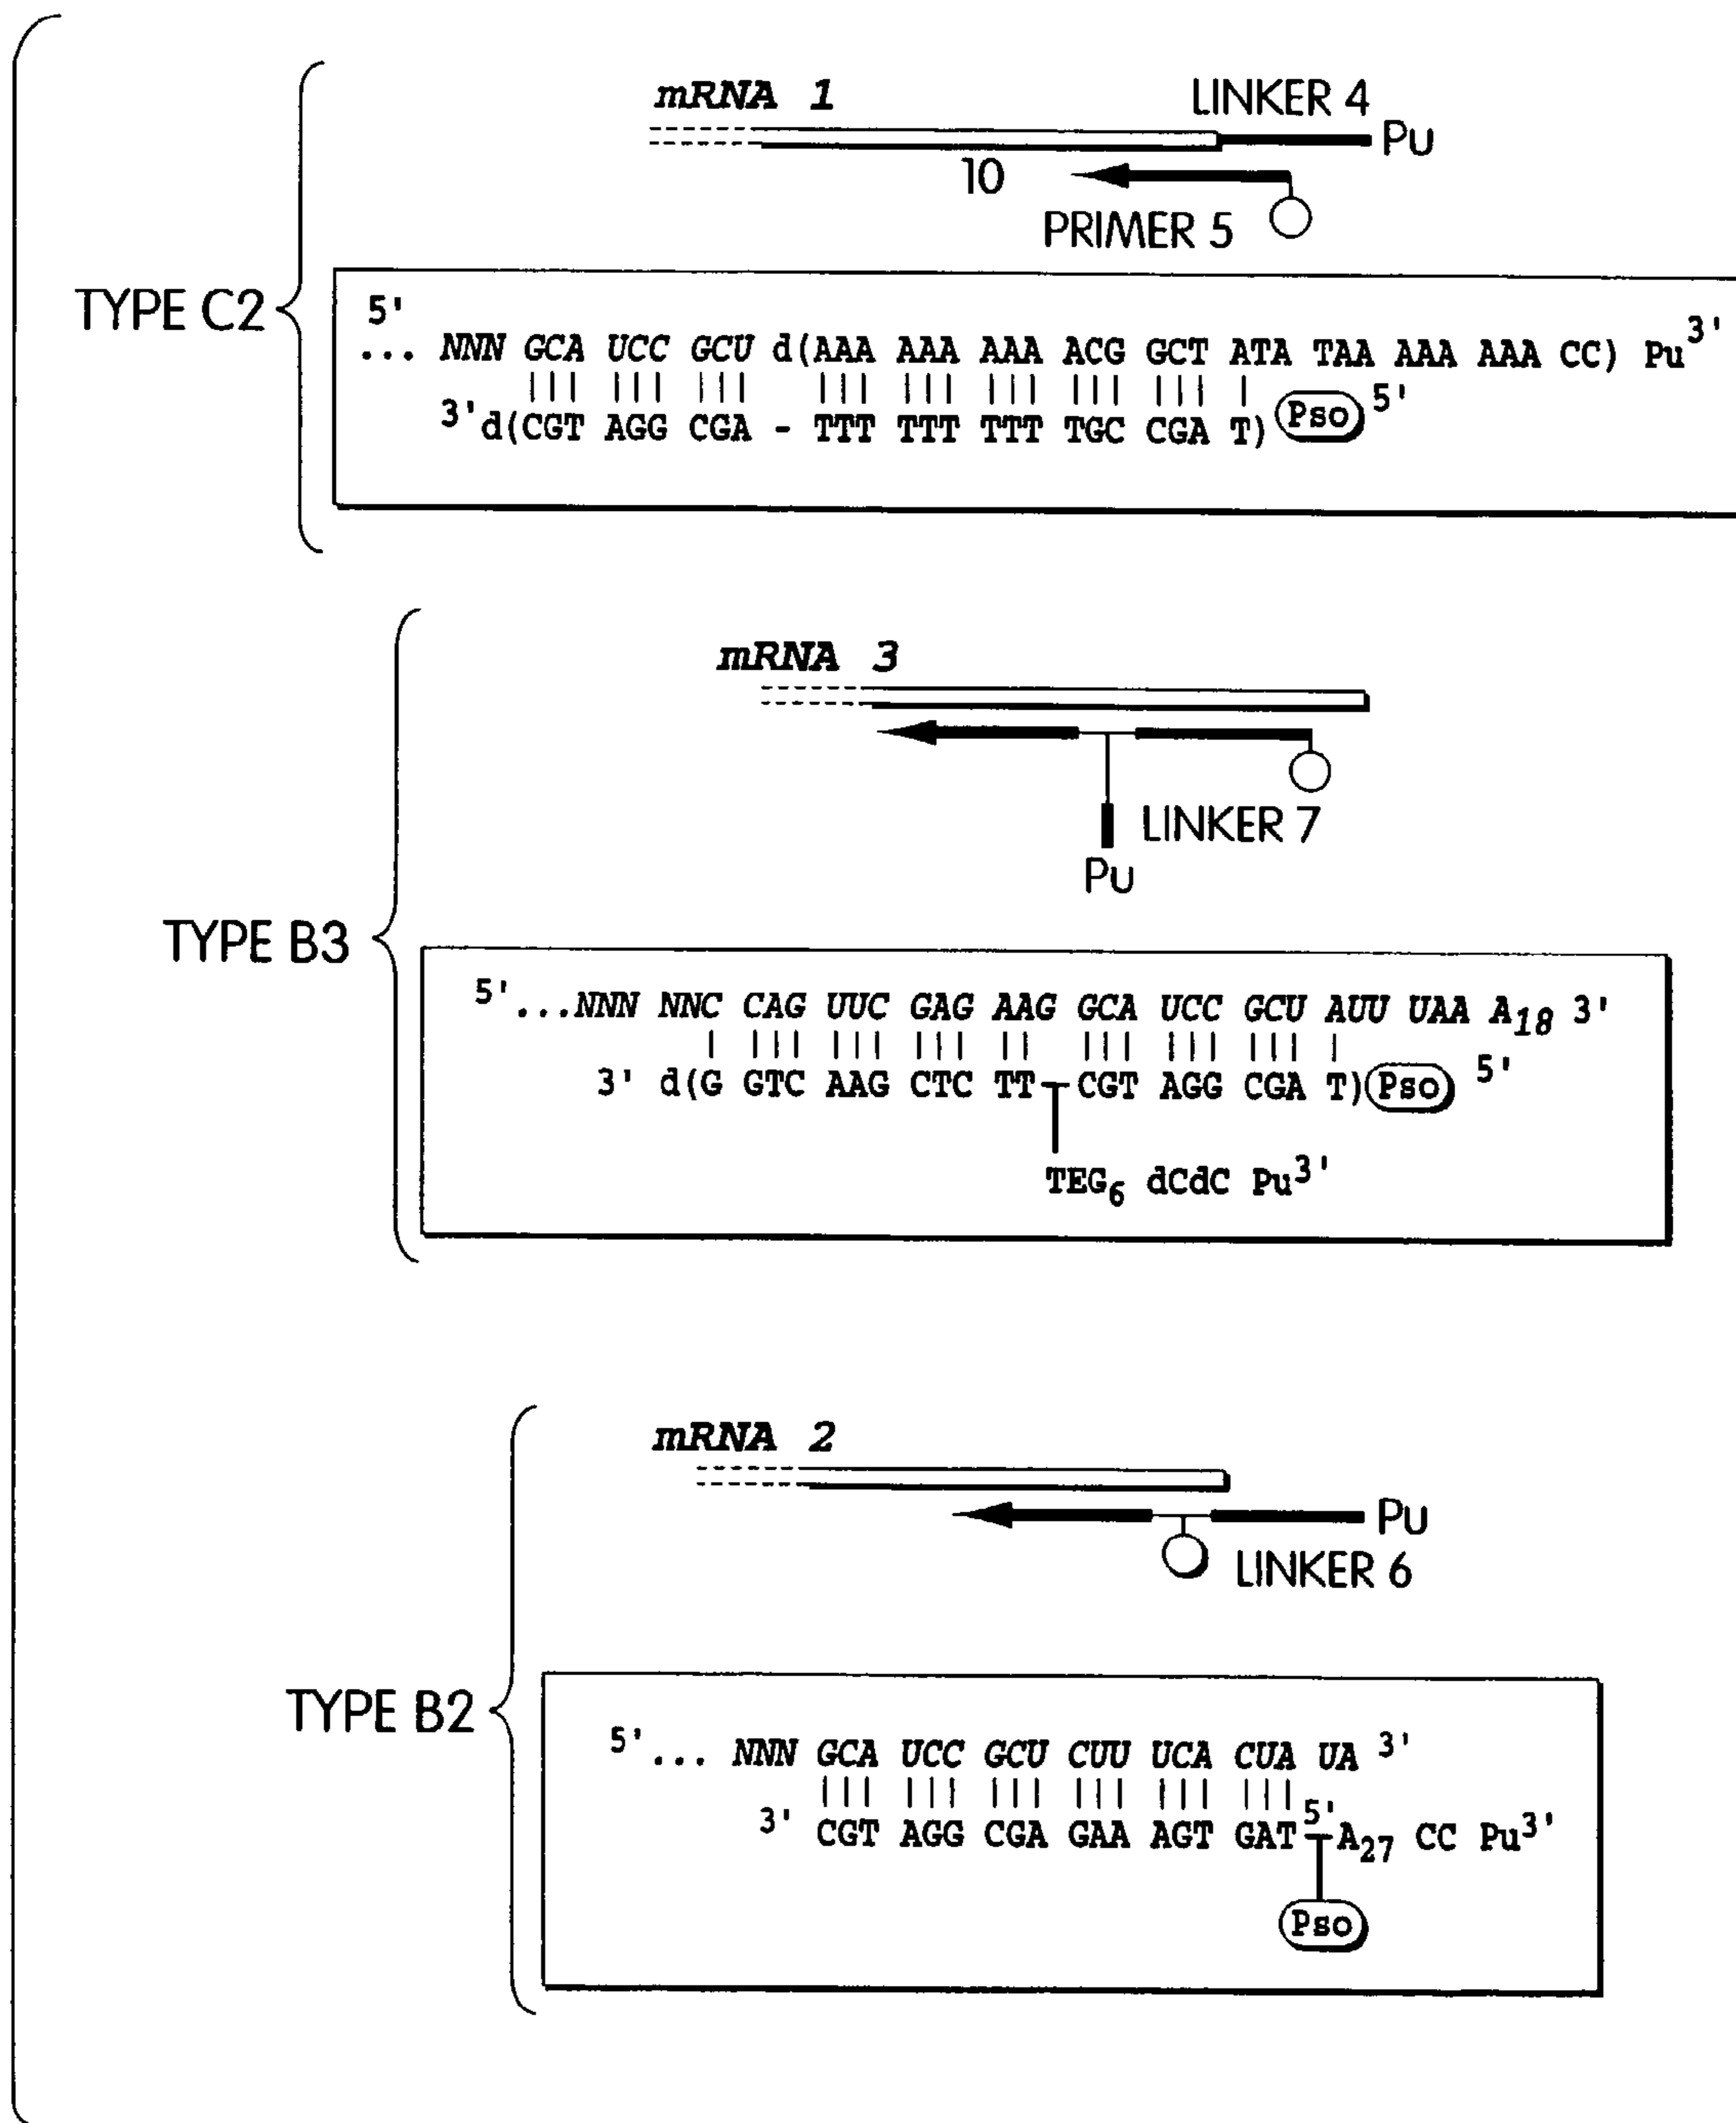 mRNA 1 LINKER 4
Pu
10
PRIMER 5
TYPE C2
5'
... NNN GCA UCC GCU d(AAA AAA AAA ACG GCT ATA TAA AAA AAA CC) Pu3'
3'd(CGT AGG CGA - TTT TTT TTT TGC CGA T) Pso 5'
mRNA 3
LINKER 7
Pu
TYPE B3
5'...NNN NNC CAG UUC GAG AAG GCA UCC GCU AUU UAA A18 3'
3' d(G GTC AAG CTC TT CGT AGG CGA T) Pso 5'
TEG6 dCdC Pu3'
mRNA 2
Pu
LINKER 6
TYPE B2
5'... NNN GCA UCC GCU CUU UCA CUA UA 3'
3' CGT AGG CGA GAA AGT GAT 5' A27 CC Pu3'
Pso